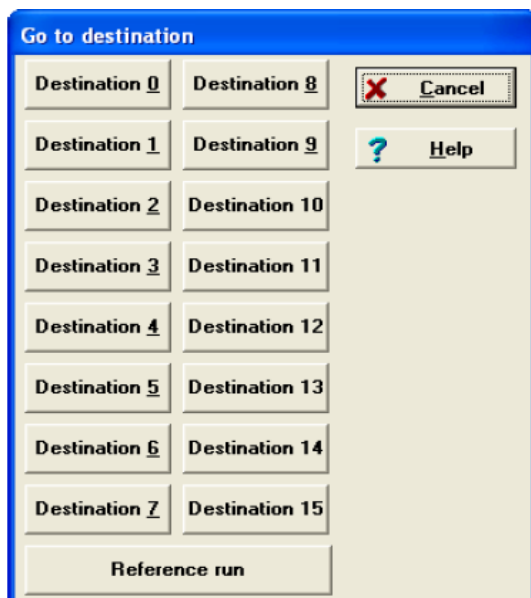 Go to destination
Destination 0
Destination 8
Cancel
Destination 1
Destination 9
Help
Destination 2
Destination 10
Destination 3
Destination 11
Destination 4
Destination 12
Destination 5
Destination 13
Destination 6
Destination 14
Destination 7
Destination 15
Reference run